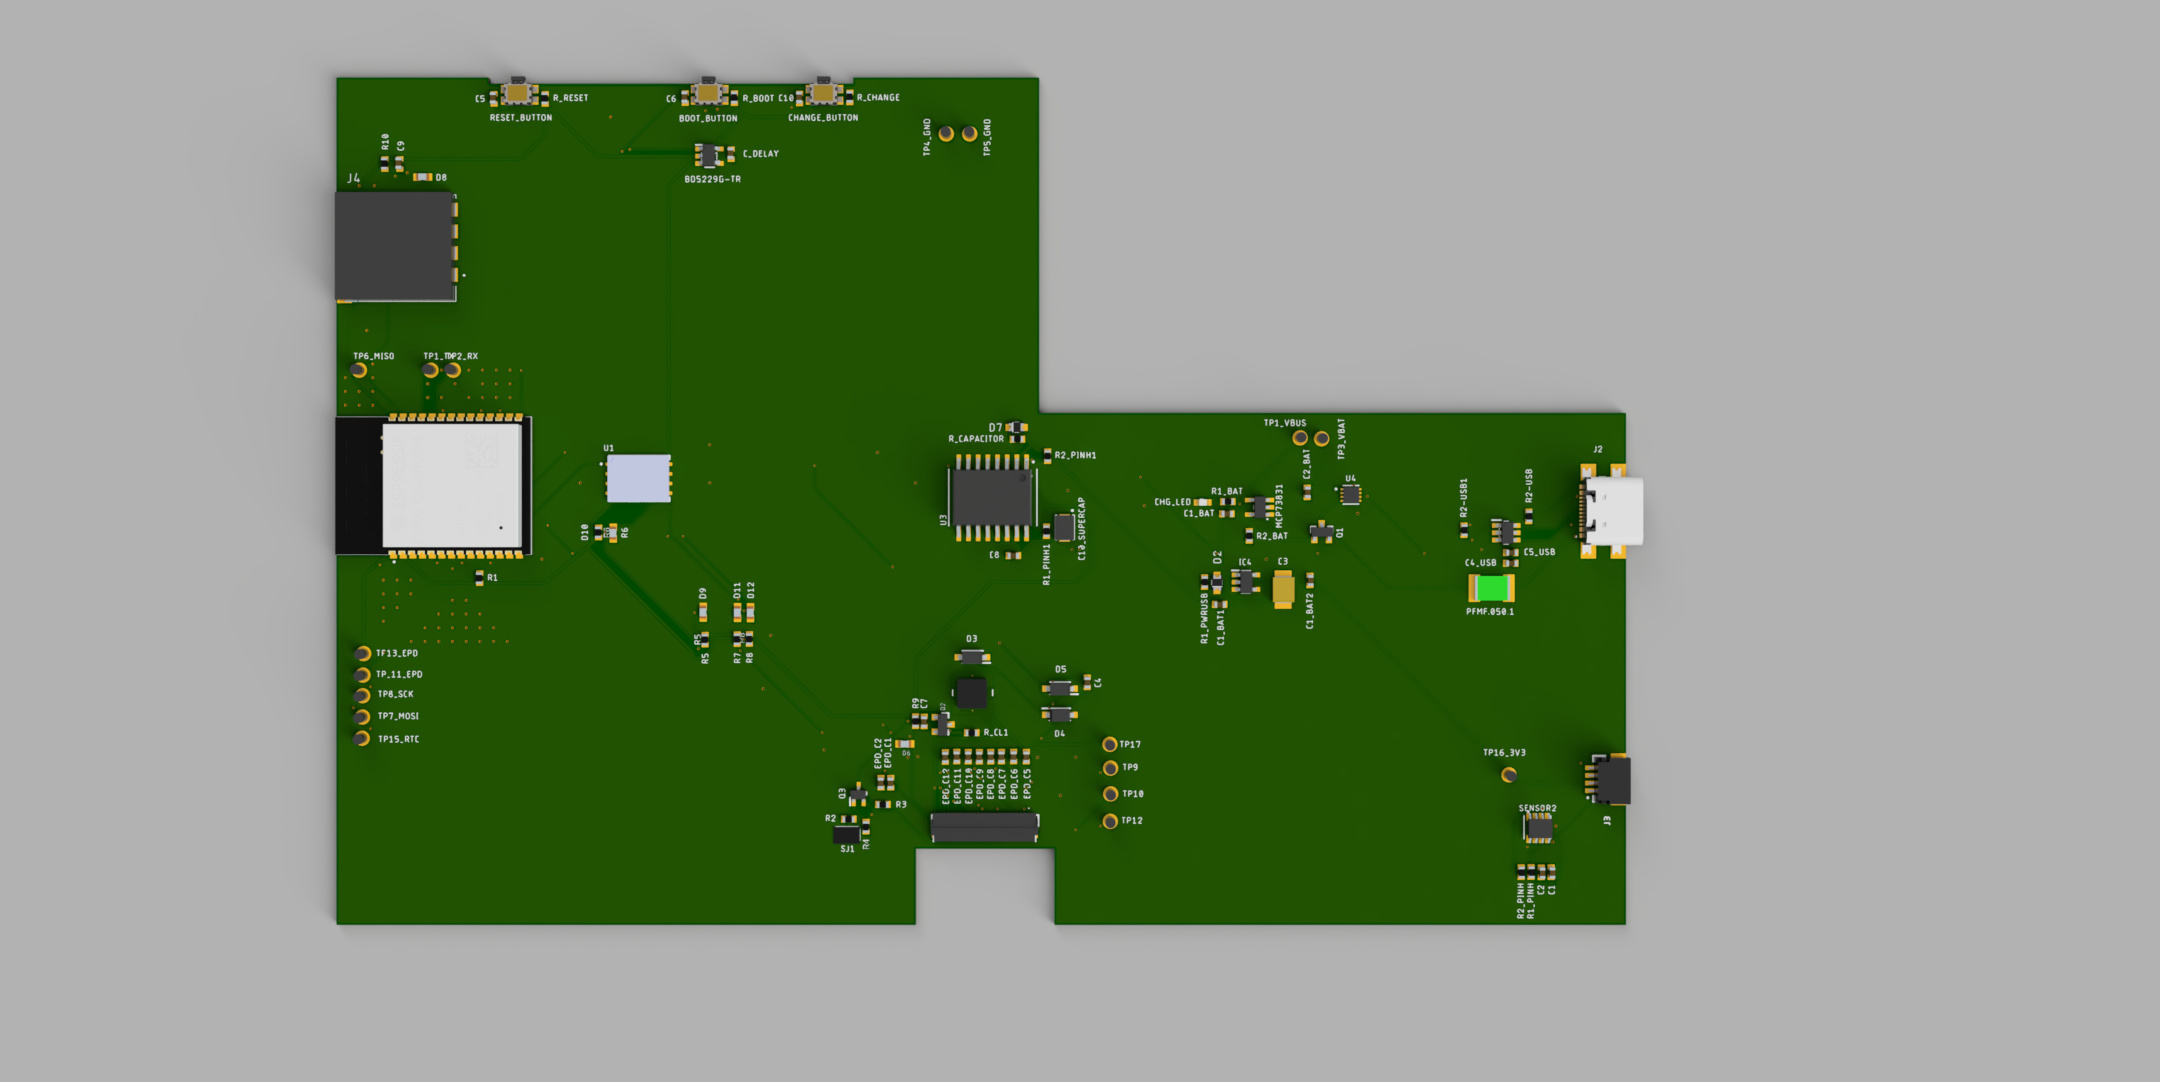 C5
R_RESET
RESET_BUTTON
C6
R_BOOT
BOOT_BUTTON
C10
R_CHANGE
CHANGE_BUTTON
TP4_GND
TP5_GND
R10
C9
C_DELAY
BD5229G-TR
J4
D8
TP6_MISO
TP2_RX
U1
D10
R6
R1
D9
D11
D12
R5
R5
R7
R8
TP_11_EPD
TP8_SCK
TP7_MOSI
TP15_RTC
D7
R_CAPACITOR
R2_PINH1
U3
C8
R1_PINH1
TP1_VBUS
TP3_VBAT
C2_BAT
U4
R1_BAT
CHG_LED
C1_BAT
MCP73831
R2_BAT
Q1
D2
IC4
C3
R1_PWRUSB
C1_BAT1
C1_BAT2
J2
R2-USB1
R2-USB
C5_USB
C4_USB
PFMF.050.1
D3
D5
C4
D4
R9
C7
Q2
R_CL1
D6
EPD_C2
EPD_C1
EPD_C12
EPD_C11
EPD_C10
EPD_C9
EPD_C8
EPD_C7
EPD_C6
EPD_C5
Q3
R3
R2
R4
SJ1
TP17
TP9
TP10
TP12
TP16_3V3
J3
SENSOR2
R2_PINH
R1_PINH
C2
C1